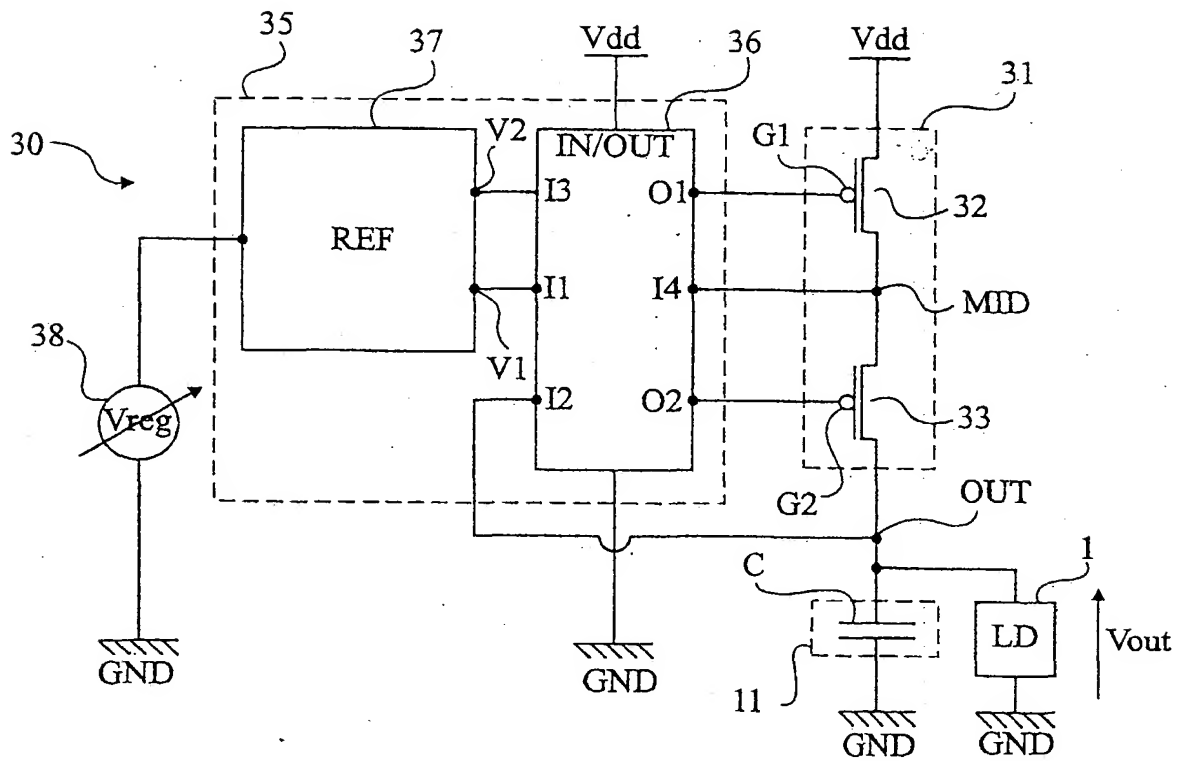 35
37
Vdd
36
Vdd
31
30
V2
IN/OUT
G1
I3
O1
32
REF
I1
I4
MID
38
V1
Vreg
I2
O2
33
G2
OUT
C
1
LD
Vout
GND
GND
11
GND
GND